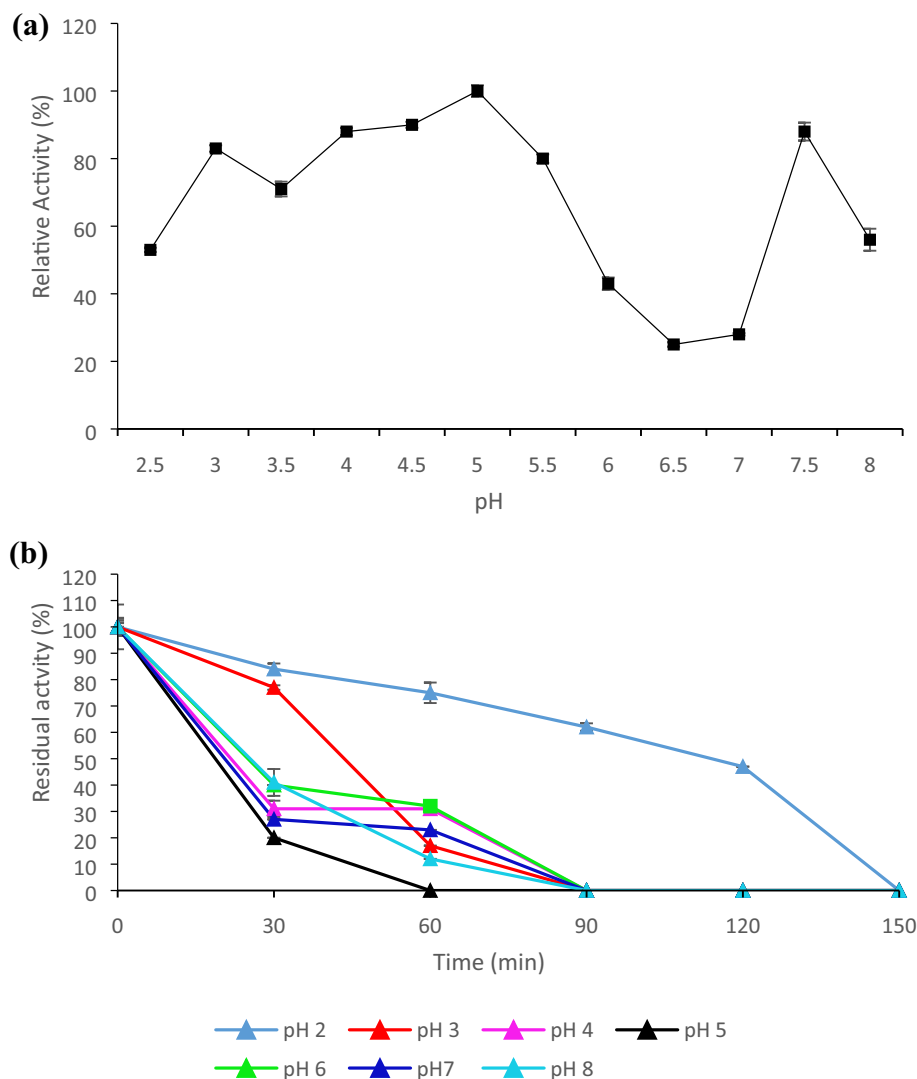 (a)
120
100
80
60
40
20
0
Relative Activity (%)
2.5 3 3.5 4 4.5 5 5.5 6 6.5 7 7.5 8
pH
(b)
120
110
100
90
80
70
60
50
40
30
20
10
0
Residual actvity (%)
0 30 60 90 120 150
Time (min)
pH 2 pH 3 pH 4 pH 5
pH 6 pH7 pH 8